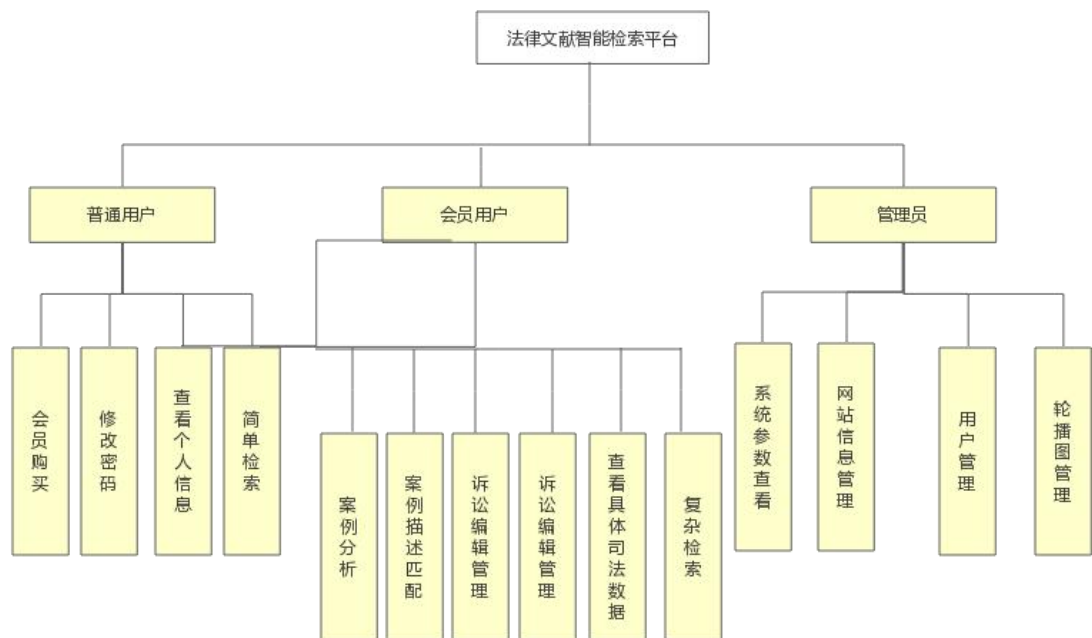 法律文献智能检索平台
普通用户
会员用户
管理员
会员购买
修改密码
查看个人信息
简单检索
案例分析
案例描述匹配
诉讼编辑管理
诉讼编辑管理
查看具体司法数据
复杂检索
系统参数查看
网站信息管理
用户管理
轮播图管理